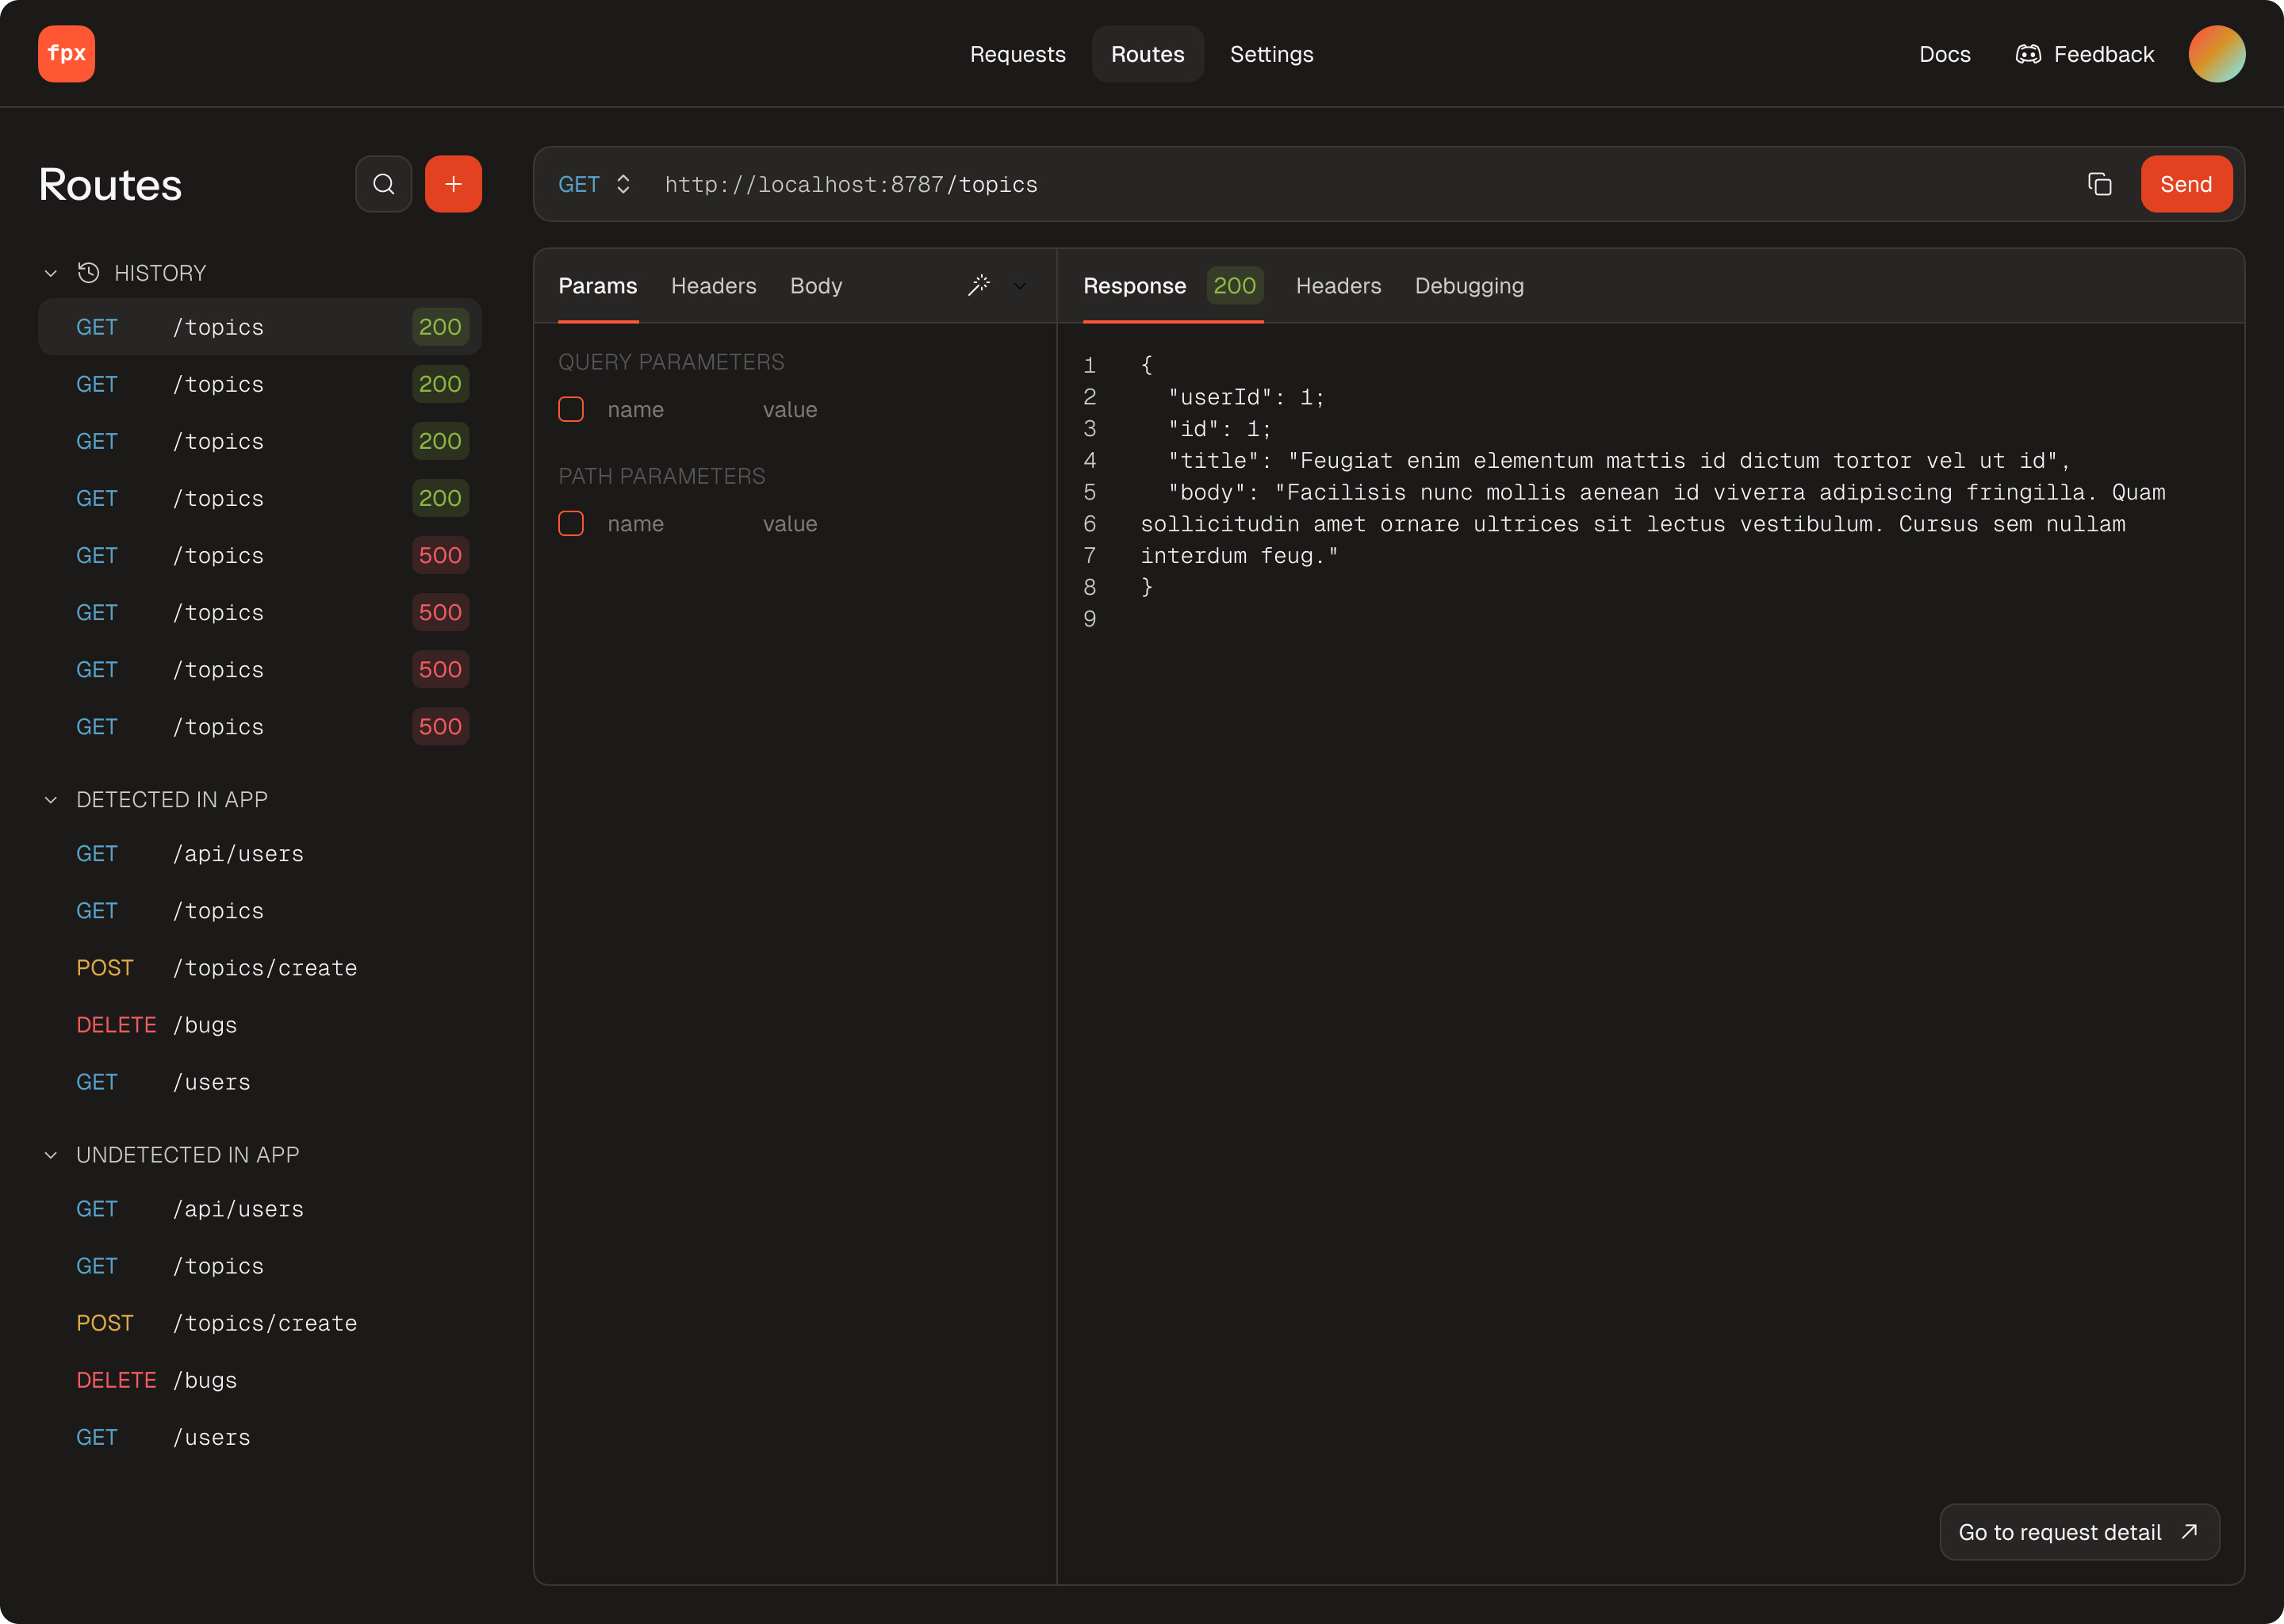 fpx
Requests Routes Settings
Docs Feedback
Routes
HISTORY
GET /topics 200
GET /topics 200
GET /topics 200
GET /topics 200
GET /topics 500
GET /topics 500
GET /topics 500
GET /topics 500
DETECTED IN APP
GET /api/users
GET /topics
POST /topics/create
DELETE /bugs
GET /users
UNDETECTED IN APP
GET /api/users
GET /topics
POST /topics/create
DELETE /bugs
GET /users
GET http://localhost:8787/topics Send
Params Headers Body
QUERY PARAMETERS
name value
PATH PARAMETERS
name value
Response 200 Headers Debugging
1 {
2 "userId": 1;
3 "id": 1;
4 "title": "Feugiat enim elementum mattis id dictum tortor vel ut id",
5 "body": "Facilisis nunc mollis aenean id viverra adipiscing fringilla. Quam
6 sollicitudin amet ornare ultrices sit lectus vestibulum. Cursus sem nullam
7 interdum feug."
8 }
9
Go to request detail